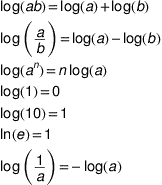 log(ab)=log(a)+log(b)
log(a/b)=log(a)−log(b)
log(aⁿ)=n log(a)
log(1)=0
log(10)=1
ln(e)=1
log(1/a)=−log(a)